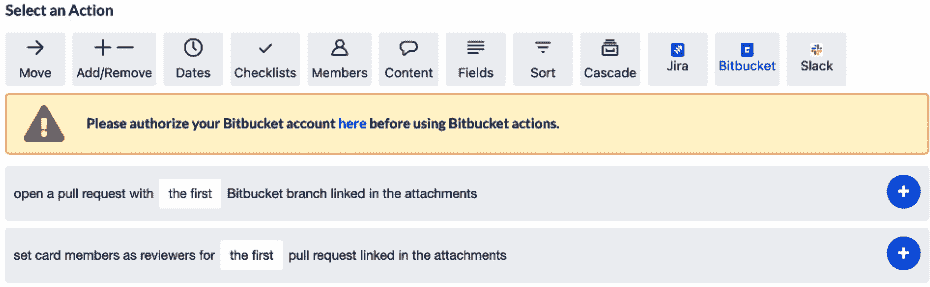 Select an Action
Move Add/Remove Dates Checklists Members Content Fields Sort Cascade Jira Bitbucket Slack
Please authorize your Bitbucket account here before using Bitbucket actions.
open a pull request with the first Bitbucket branch linked in the attachments
set card members as reviewers for the first pull request linked in the attachments